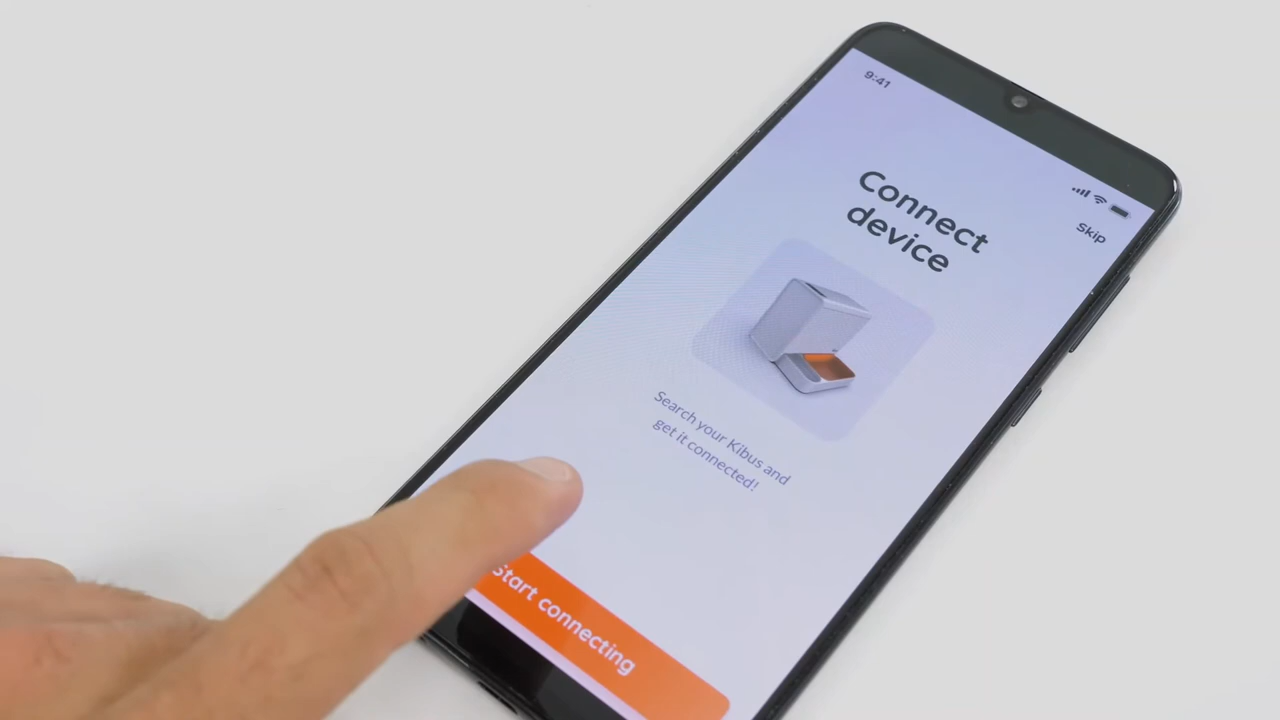 9:41
Skip
Connect
device
Search your Kibus and
get it connected!
Start connecting